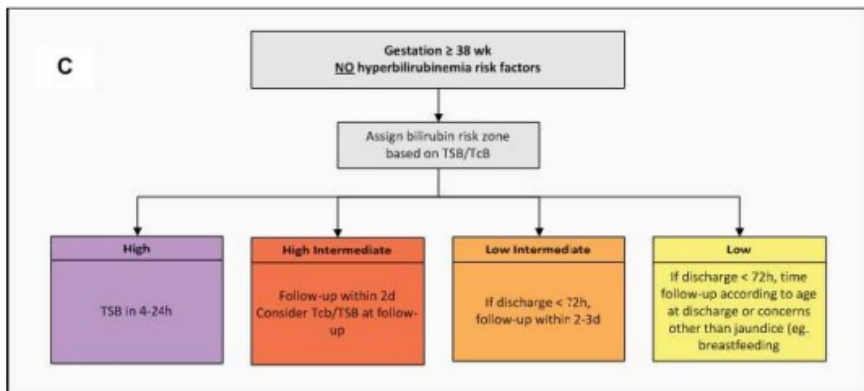 C
Gestation ≥ 38 wk
NO hyperbilirubinemia risk factors
Assign bilirubin risk zone
based on TSB/TcB
High
TSB in 4-24h
High Intermediate
Follow-up within 2d
Consider Tcb/TSB at follow-
up
Low Intermediate
If discharge < 72h,
follow-up within 2-3d
Low
If discharge < 72h, time
follow-up according to age
at discharge or concerns
other than jaundice (eg.
breastfeeding